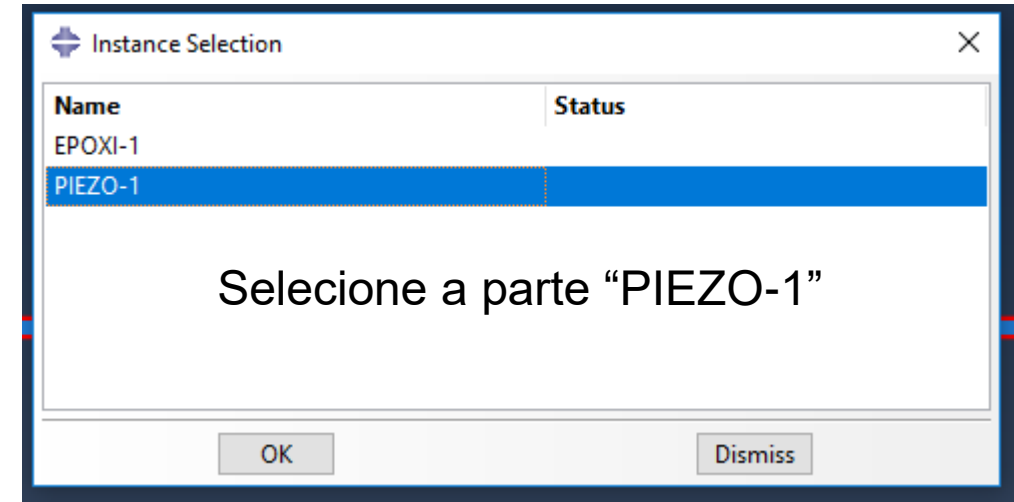 Instance Selection
Name Status
EPOXI-1
PIEZO-1
Selecione a parte “PIEZO-1”
OK Dismiss